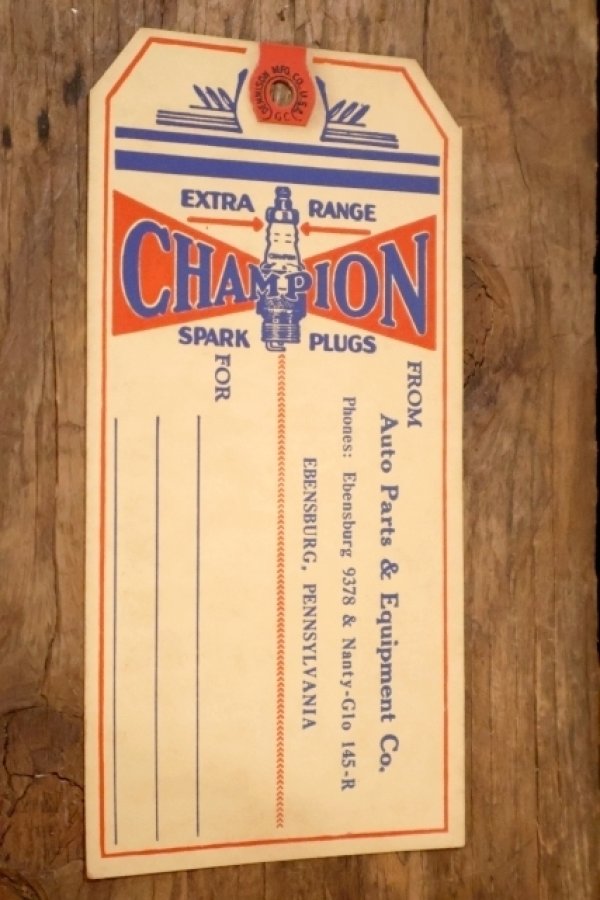 DENNISON MFG. CO. U.S.A.
G.C.
EXTRA RANGE
CHAMPION
CHAMPION
SPARK PLUGS
FROM
Auto Parts & Equipment Co.
Phones: Ebensburg 9378 & Nanty-Glo 145-R
EBENSBURG, PENNSYLVANIA
FOR